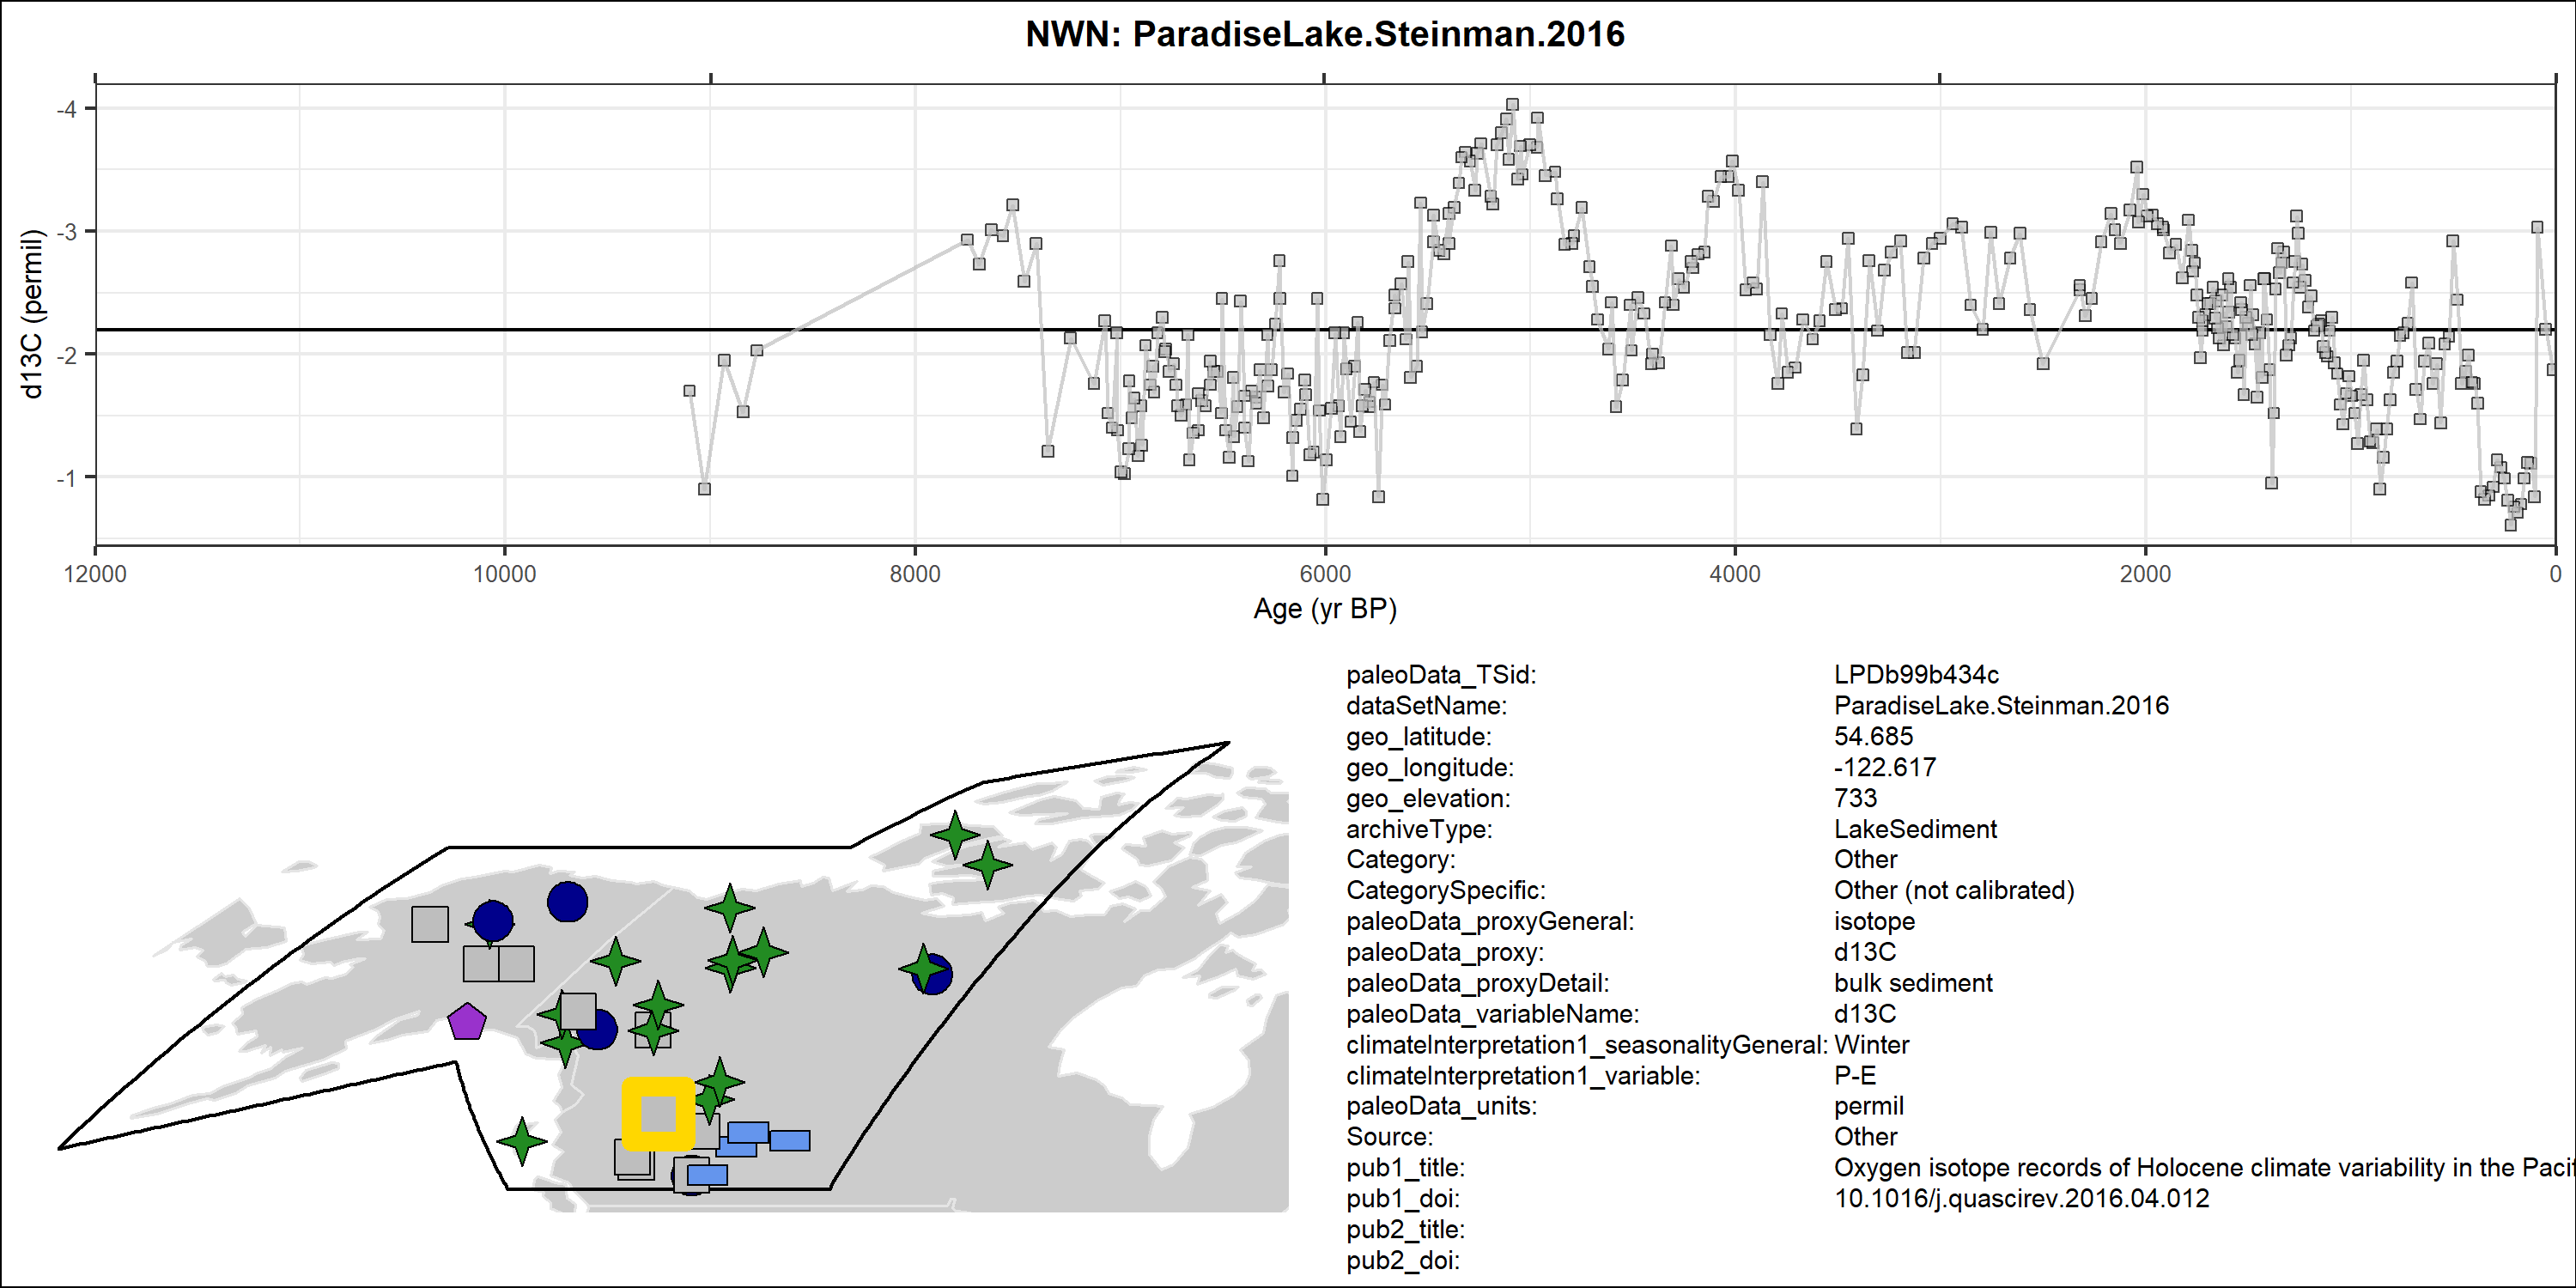 NWN: ParadiseLake.Steinman.2016
d13C (permil)
-4
-3
-2
-1
12000 10000 8000 6000 4000 2000 0
Age (yr BP)
paleoData_TSid: LPDb99b434c
dataSetName: ParadiseLake.Steinman.2016
geo_latitude: 54.685
geo_longitude: -122.617
geo_elevation: 733
archiveType: LakeSediment
Category: Other
CategorySpecific: Other (not calibrated)
paleoData_proxyGeneral: isotope
paleoData_proxy: d13C
paleoData_proxyDetail: bulk sediment
paleoData_variableName: d13C
climateInterpretation1_seasonalityGeneral: Winter
climateInterpretation1_variable: P-E
paleoData_units: permil
Source: Other
pub1_title: Oxygen isotope records of Holocene climate variability in the Pacif
pub1_doi: 10.1016/j.quascirev.2016.04.012
pub2_title:
pub2_doi: